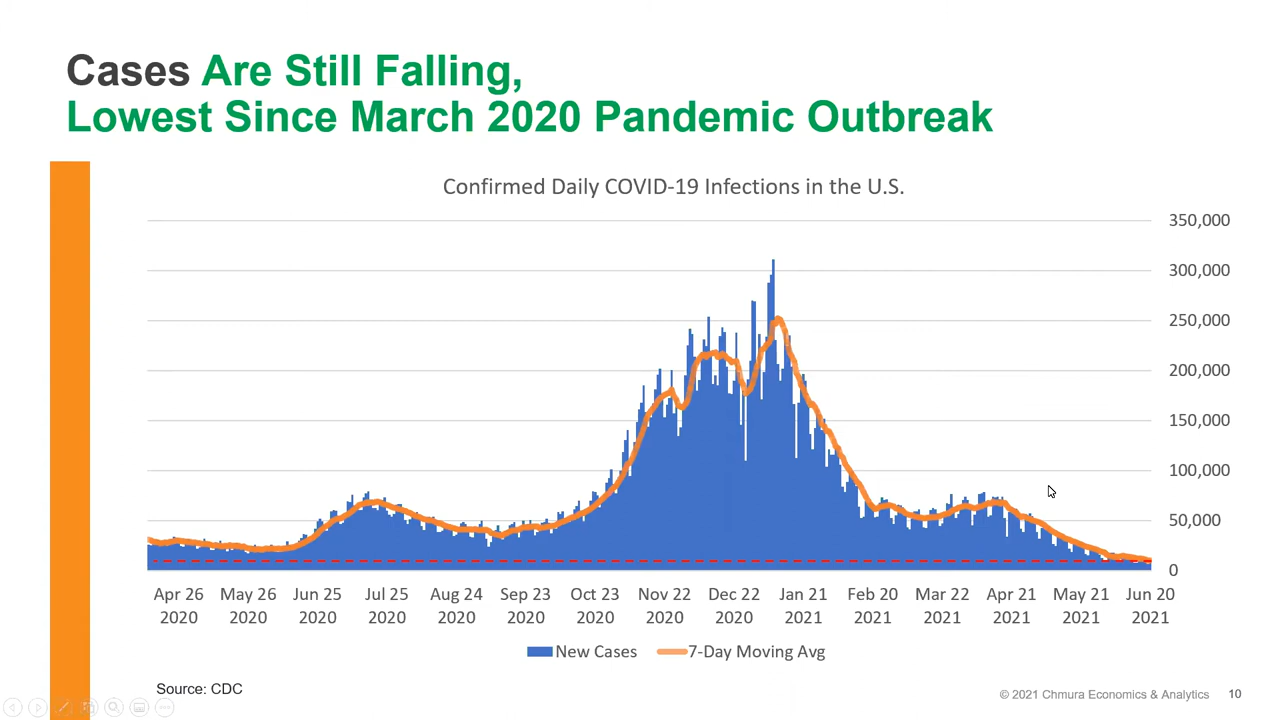 Cases Are Still Falling,
Lowest Since March 2020 Pandemic Outbreak
Confirmed Daily COVID-19 Infections in the U.S.
350,000
300,000
250,000
200,000
150,000
100,000
50,000
0
Apr 26 May 26 Jun 25 Jul 25 Aug 24 Sep 23 Oct 23 Nov 22 Dec 22 Jan 21 Feb 20 Mar 22 Apr 21 May 21 Jun 20
2020 2020 2020 2020 2020 2020 2020 2020 2020 2021 2021 2021 2021 2021 2021
New Cases 7-Day Moving Avg
Source: CDC
© 2021 Chmura Economics & Analytics 10